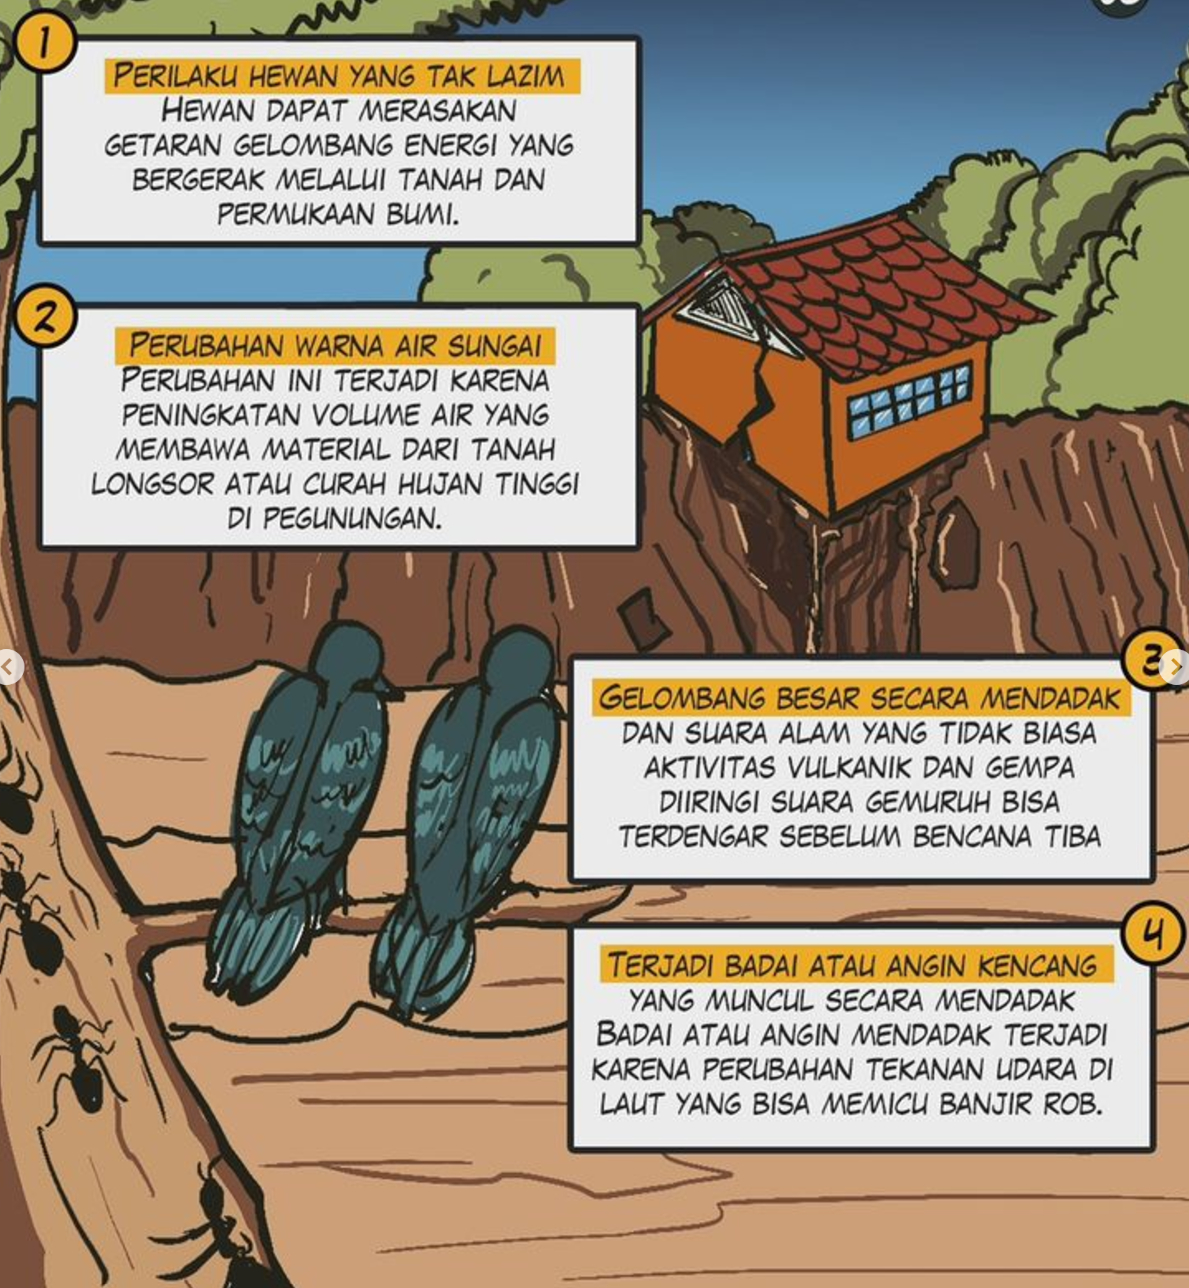 1
PERILAKU HEWAN YANG TAK LAZIM
HEWAN DAPAT MERASAKAN
GETARAN GELOMBANG ENERGI YANG
BERGERAK MELALUI TANAH DAN
PERMUKAAN BUMI.
2
PERUBAHAN WARNA AIR SUNGAI
PERUBAHAN INI TERJADI KARENA
PENINGKATAN VOLUME AIR YANG
MEMBAWA MATERIAL DARI TANAH
LONGSOR ATAU CURAH HUJAN TINGGI
DI PEGUNUNGAN.
3
GELOMBANG BESAR SECARA MENDADAK
DAN SUARA ALAM YANG TIDAK BIASA
AKTIVITAS VULKANIK DAN GEMPA
DIIRINGI SUARA GEMURUH BISA
TERDENGAR SEBELUM BENCANA TIBA
4
TERJADI BADAI ATAU ANGIN KENCANG
YANG MUNCUL SECARA MENDADAK
BADAI ATAU ANGIN MENDADAK TERJADI
KARENA PERUBAHAN TEKANAN UDARA DI
LAUT YANG BISA MEMICU BANJIR ROB.